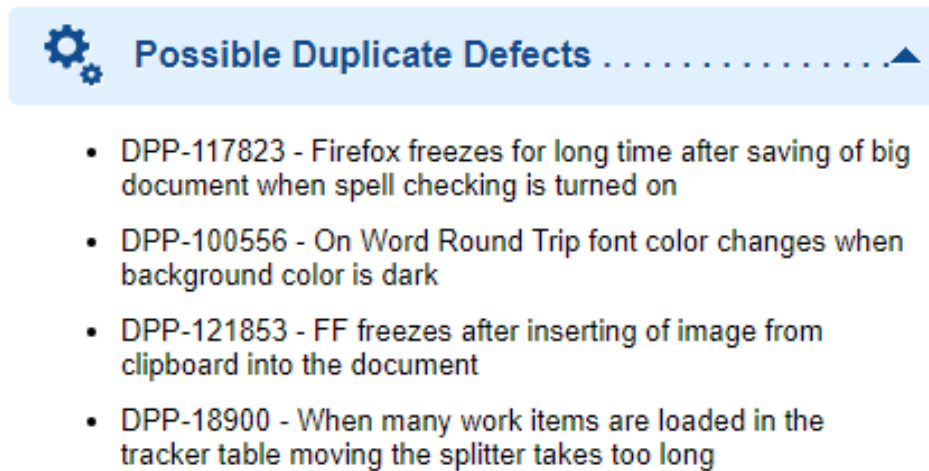 Possible Duplicate Defects . . . . . . . . . . . . . . .
• DPP-117823 - Firefox freezes for long time after saving of big
document when spell checking is turned on
• DPP-100556 - On Word Round Trip font color changes when
background color is dark
• DPP-121853 - FF freezes after inserting of image from
clipboard into the document
• DPP-18900 - When many work items are loaded in the
tracker table moving the splitter takes too long